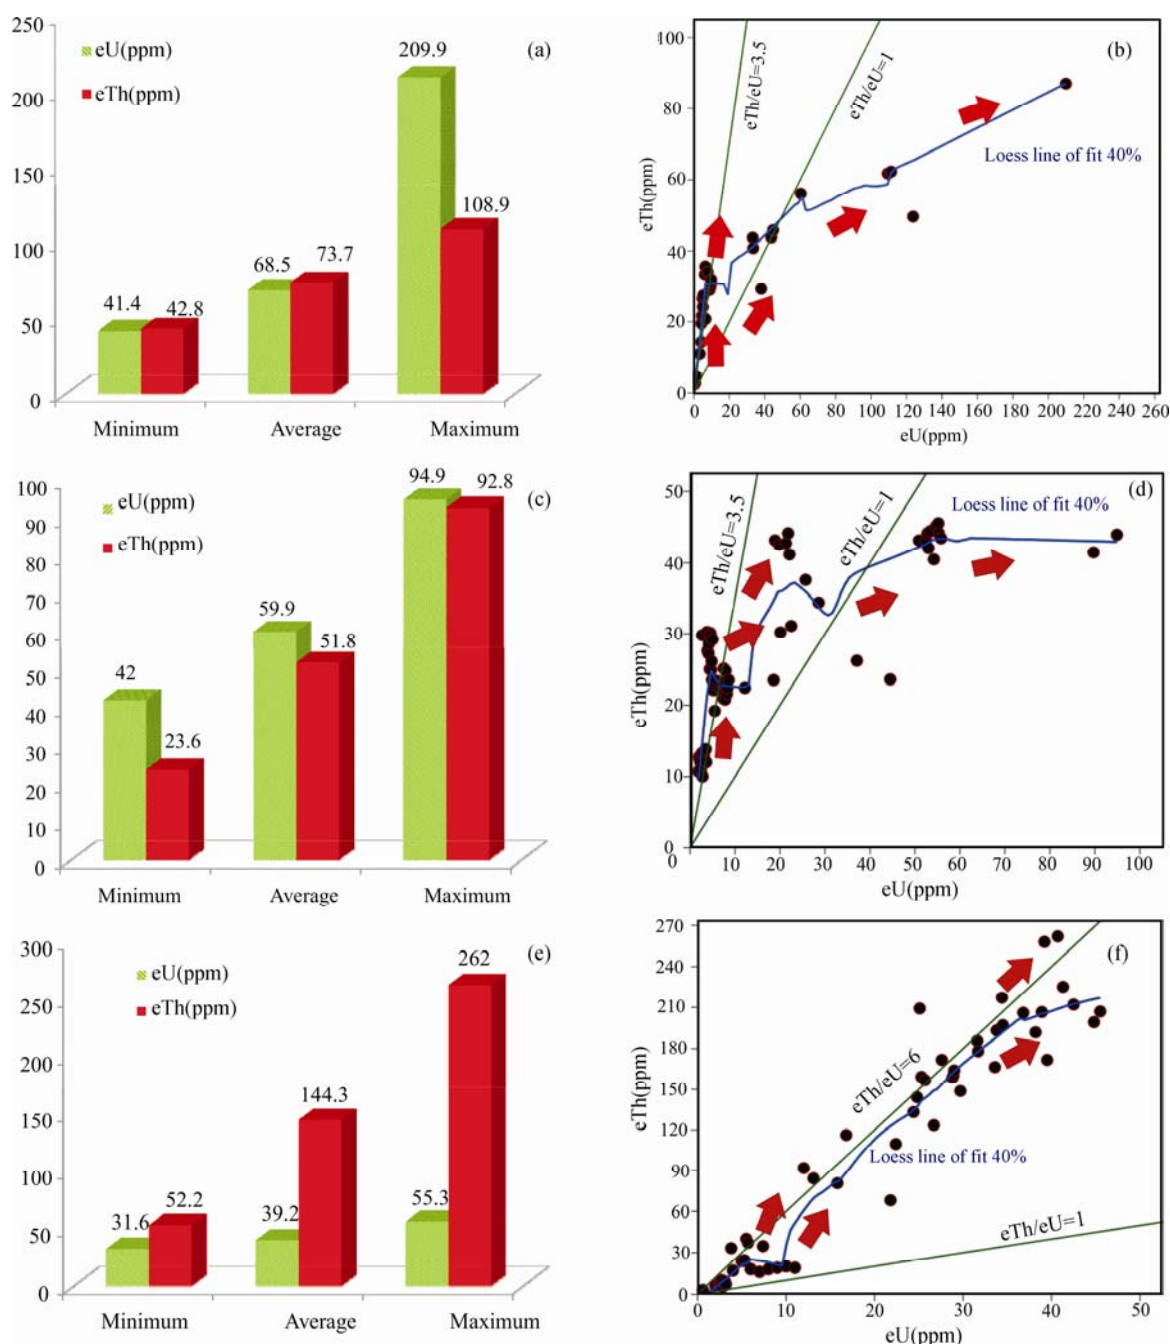 (a)
eU(ppm)
eTh(ppm)
250
200
150
100
50
0
41.4
42.8
68.5
73.7
209.9
108.9
Minimum Average Maximum
(b)
eTh/eU=3.5
eTh/eU=1
Loess line of fit 40%
eTh(ppm)
100
80
60
40
20
0
0 20 40 60 80 100 120 140 160 180 200 220 240 260
eU(ppm)
(c)
eU(ppm)
eTh(ppm)
100
90
80
70
60
50
40
30
20
10
0
42
23.6
59.9
51.8
94.9
92.8
Minimum Average Maximum
(d)
eTh/eU=3.5
eTh/eU=1
Loess line of fit 40%
eTh(ppm)
50
40
30
20
10
0
0 10 20 30 40 50 60 70 80 90 100
eU(ppm)
(e)
eU(ppm)
eTh(ppm)
300
250
200
150
100
50
0
31.6
52.2
39.2
144.3
55.3
262
Minimum Average Maximum
(f)
eTh/eU=6
Loess line of fit 40%
eTh/eU=1
eTh(ppm)
270
240
210
180
150
120
90
60
30
0
0 10 20 30 40 50
eU(ppm)